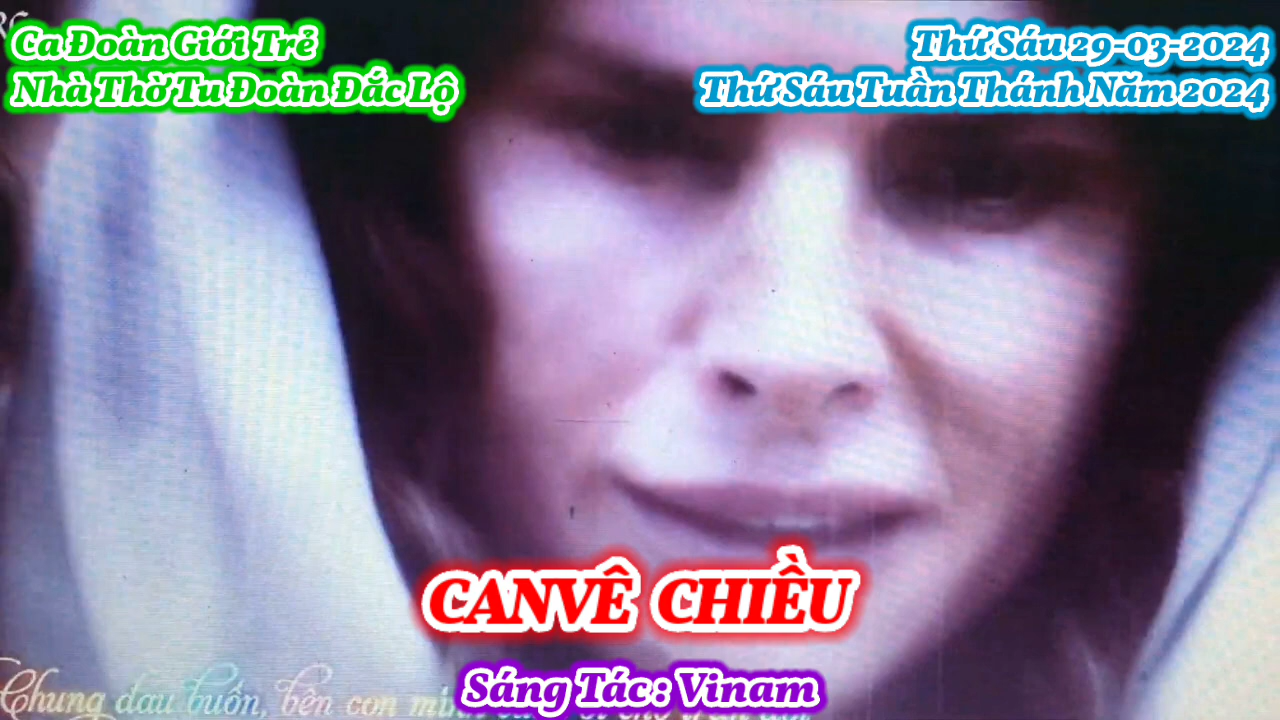 Ca Đoàn Giới Trẻ
Nhà Thờ Tu Đoàn Đắc Lộ
Thứ Sáu 29-03-2024
Thứ Sáu Tuần Thánh Năm 2024
CANVÊ CHIỀU
Sáng Tác : Vinam
Chung đau buồn, bên con mình